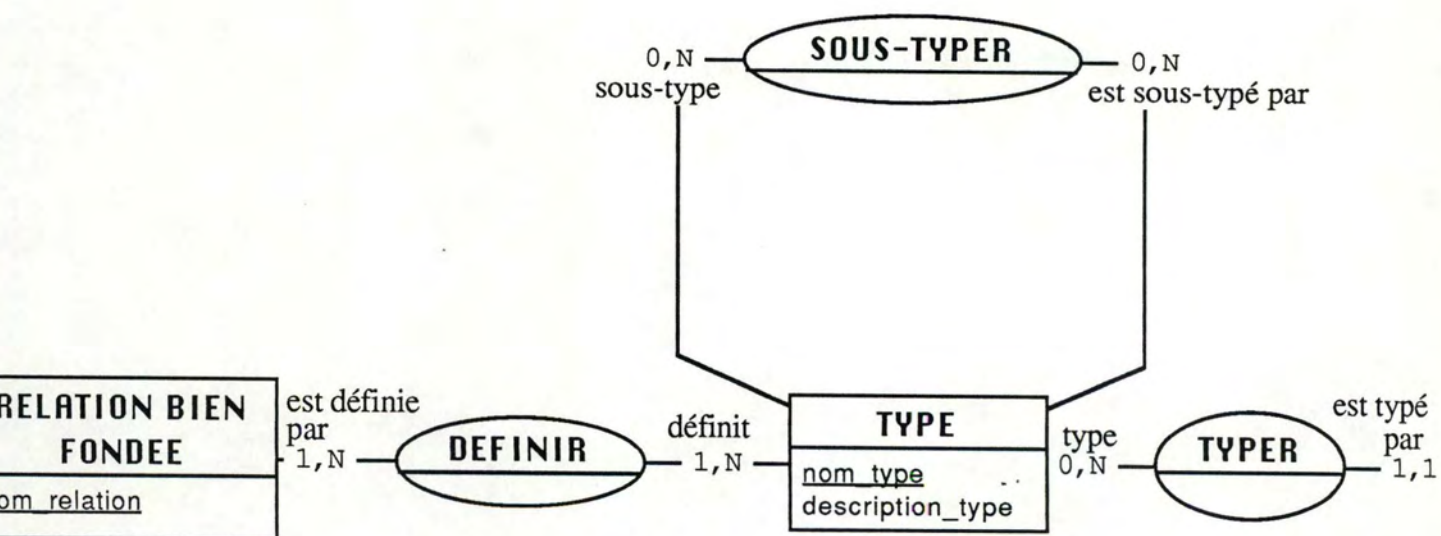 SOUS-TYPER
0,N
sous-type
0,N
est sous-typé par
RELATION BIEN
FONDEE
om_relation
est définie
par
1,N
DEFINIR
définit
1,N
TYPE
nom_type
description_type
type
0,N
TYPER
est typé
par
1,1